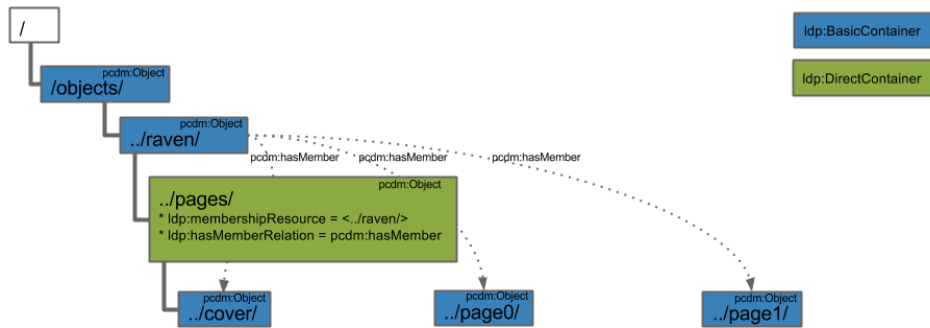 /
ldp:BasicContainer
pcdm:Object
/objects/
ldp:DirectContainer
pcdm:Object
../raven/
pcdm:hasMember
pcdm:hasMember
pcdm:hasMember
pcdm:Object
../pages/
* ldp:membershipResource = <../raven/>
* ldp:hasMemberRelation = pcdm:hasMember
pcdm:Object
../cover/
pcdm:Object
../page0/
pcdm:Object
../page1/